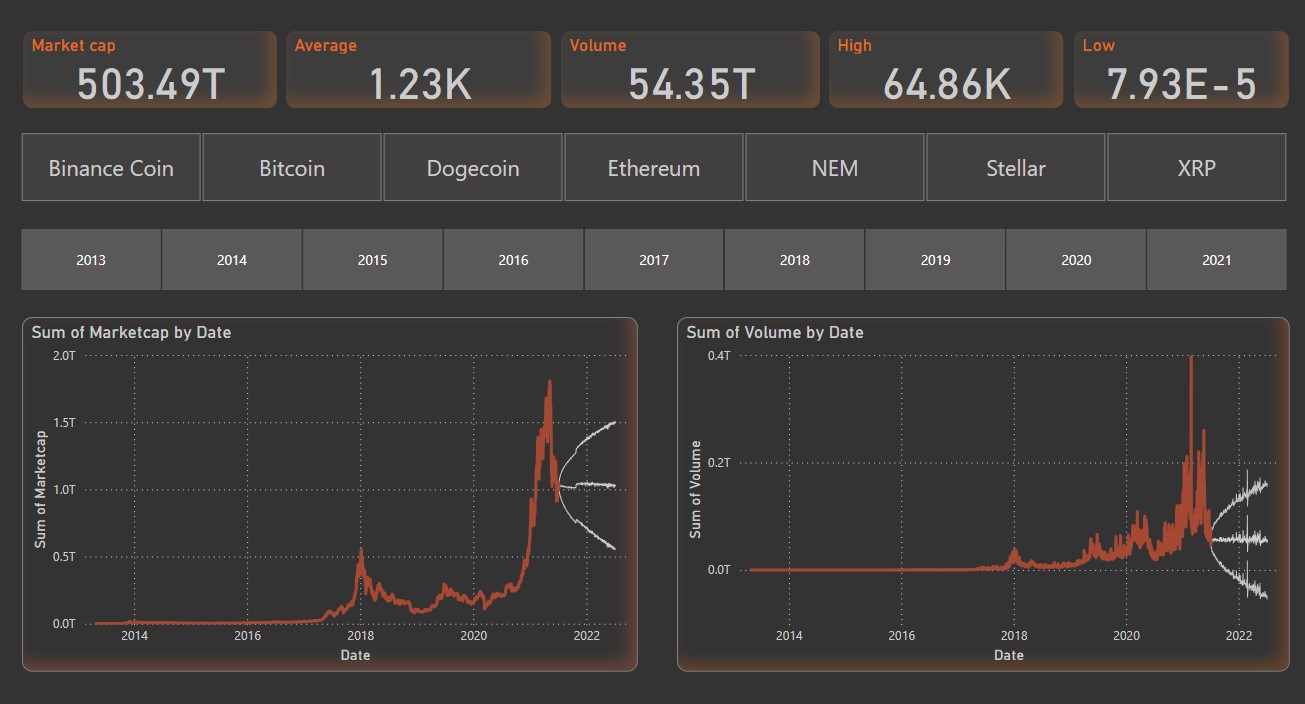 Market cap
503.49T
Average
1.23K
Volume
54.35T
High
64.86K
Low
7.93E-5
Binance Coin
Bitcoin
Dogecoin
Ethereum
NEM
Stellar
XRP
2013
2014
2015
2016
2017
2018
2019
2020
2021
Sum of Marketcap by Date
Sum of Marketcap
2.0T
1.5T
1.0T
0.5T
0.0T
2014
2016
2018
2020
2022
Date
Sum of Volume by Date
Sum of Volume
0.4T
0.2T
0.0T
2014
2016
2018
2020
2022
Date